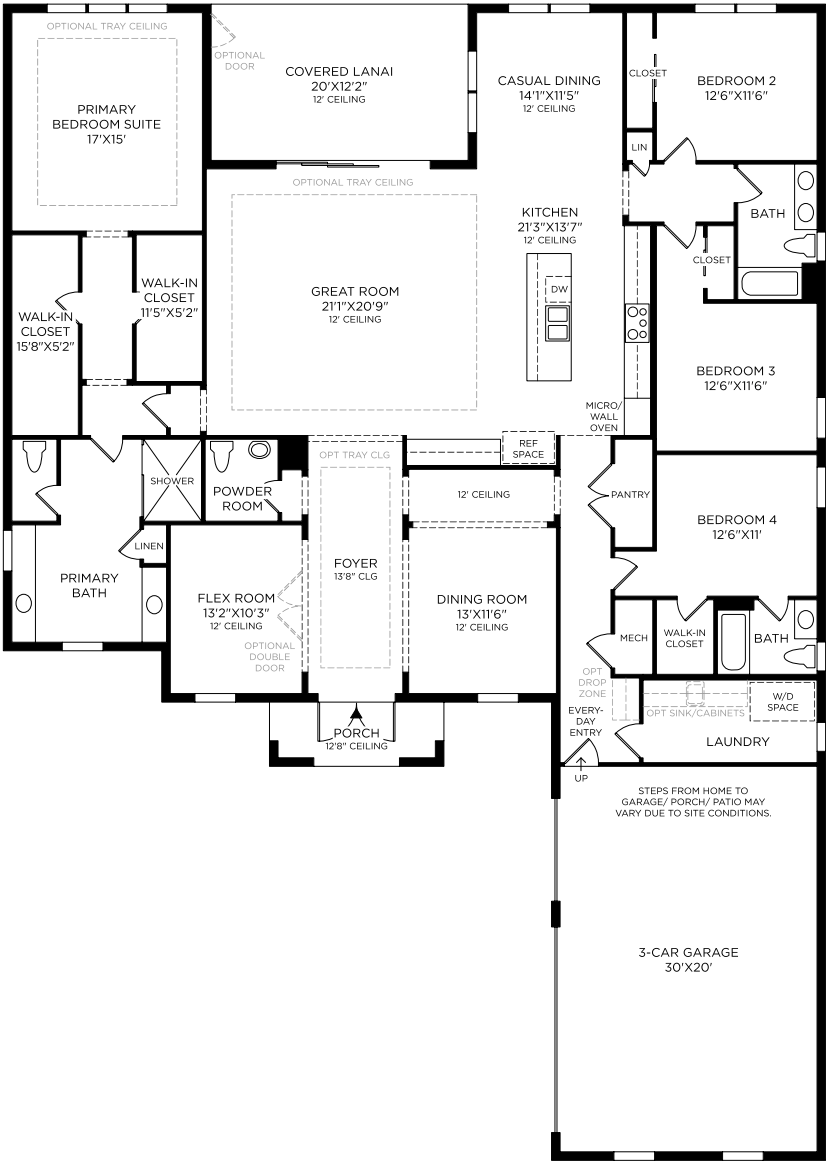 OPTIONAL TRAY CEILING
PRIMARY
BEDROOM SUITE
17'X15'
OPTIONAL
DOOR
COVERED LANAI
20'X12'2"
12' CEILING
CASUAL DINING
14'1"X11'5"
12' CEILING
CLOSET
BEDROOM 2
12'6"X11'6"
LIN
BATH
OPTIONAL TRAY CEILING
KITCHEN
21'3"X13'7"
12' CEILING
CLOSET
WALK-IN
CLOSET
11'5"X5'2"
WALK-IN
CLOSET
15'8"X5'2"
GREAT ROOM
21'1"X20'9"
12' CEILING
DW
BEDROOM 3
12'6"X11'6"
MICRO/
WALL
OVEN
REF
SPACE
OPT TRAY CLG
SHOWER
POWDER
ROOM
12' CEILING
PANTRY
BEDROOM 4
12'6"X11'
LINEN
PRIMARY
BATH
FLEX ROOM
13'2"X10'3"
12' CEILING
OPTIONAL
DOUBLE
DOOR
FOYER
13'8" CLG
DINING ROOM
13'X11'6"
12' CEILING
MECH
WALK-IN
CLOSET
BATH
OPT
DROP
ZONE
EVERY-
DAY
ENTRY
OPT SINK/CABINETS
W/D
SPACE
LAUNDRY
PORCH
12'8" CEILING
UP
STEPS FROM HOME TO
GARAGE/ PORCH/ PATIO MAY
VARY DUE TO SITE CONDITIONS.
3-CAR GARAGE
30'X20'